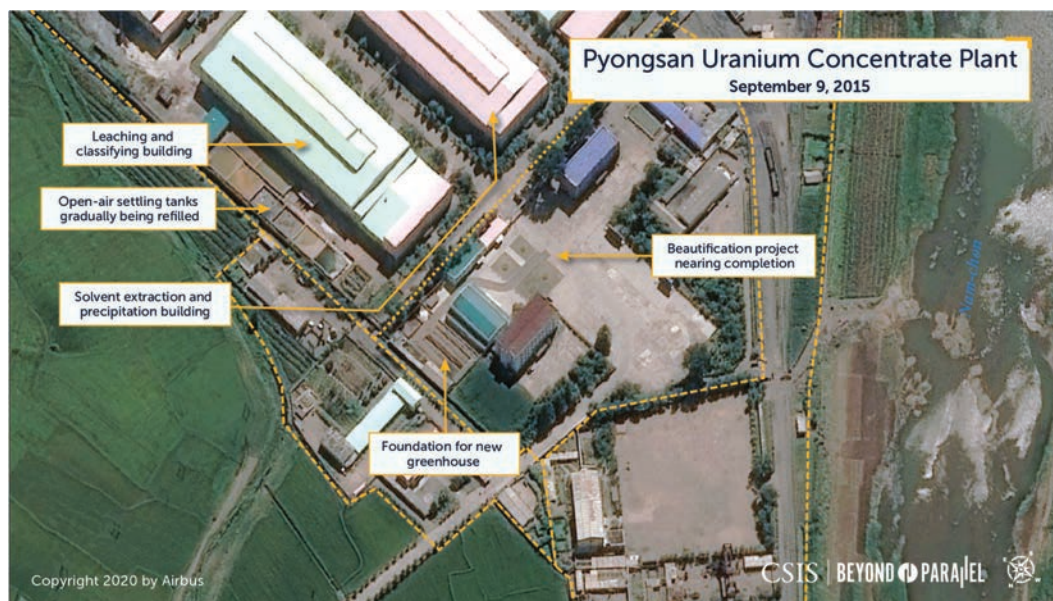 Pyongsan Uranium Concentrate Plant
September 9, 2015
Leaching and
classifying building
Open-air settling tanks
gradually being refilled
Solvent extraction and
precipitation building
Beautification project
nearing completion
Foundation for new
greenhouse
Nam-chon
Copyright 2020 by Airbus
CSIS | BEYOND PARALLEL